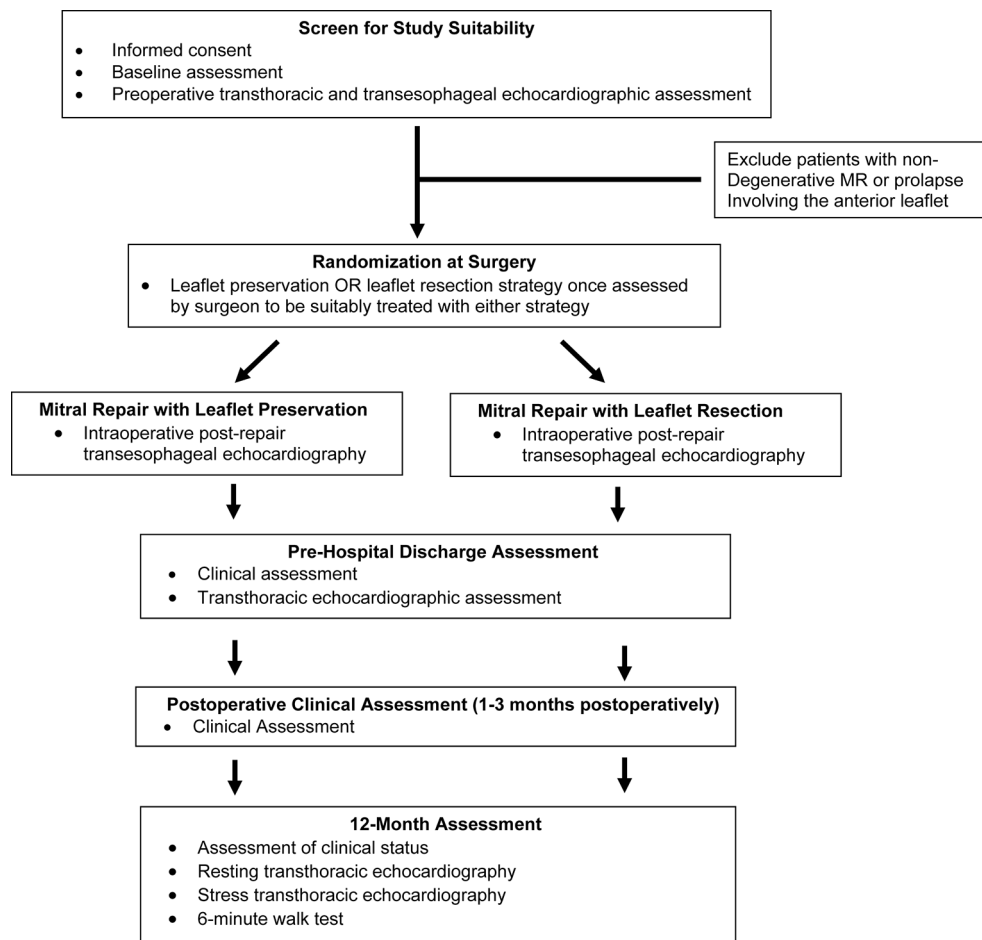 Screen for Study Suitability
• Informed consent
• Baseline assessment
• Preoperative transthoracic and transesophageal echocardiographic assessment
Exclude patients with non-
Degenerative MR or prolapse
Involving the anterior leaflet
Randomization at Surgery
• Leaflet preservation OR leaflet resection strategy once assessed
by surgeon to be suitably treated with either strategy
Mitral Repair with Leaflet Preservation
• Intraoperative post-repair
transesophageal echocardiography
Mitral Repair with Leaflet Resection
• Intraoperative post-repair
transesophageal echocardiography
Pre-Hospital Discharge Assessment
• Clinical assessment
• Transthoracic echocardiographic assessment
Postoperative Clinical Assessment (1-3 months postoperatively)
• Clinical Assessment
12-Month Assessment
• Assessment of clinical status
• Resting transthoracic echocardiography
• Stress transthoracic echocardiography
• 6-minute walk test